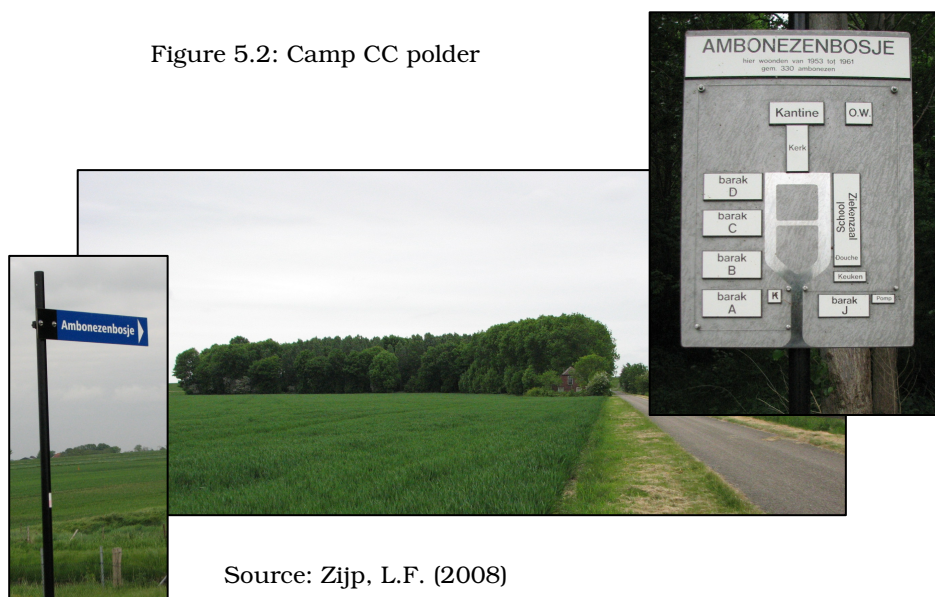 Figure 5.2: Camp CC polder
AMBONEZENBOSJE
hier woonden van 1953 tot 1961
gem. 330 ambonezen
Kantine
O.W.
Kerk
barak
D
barak
C
barak
B
barak
A
School
Ziekenzaal
Douche
Keuken
K
barak
J
Pomp
Ambonezenbosje
Source: Zijp, L.F. (2008)